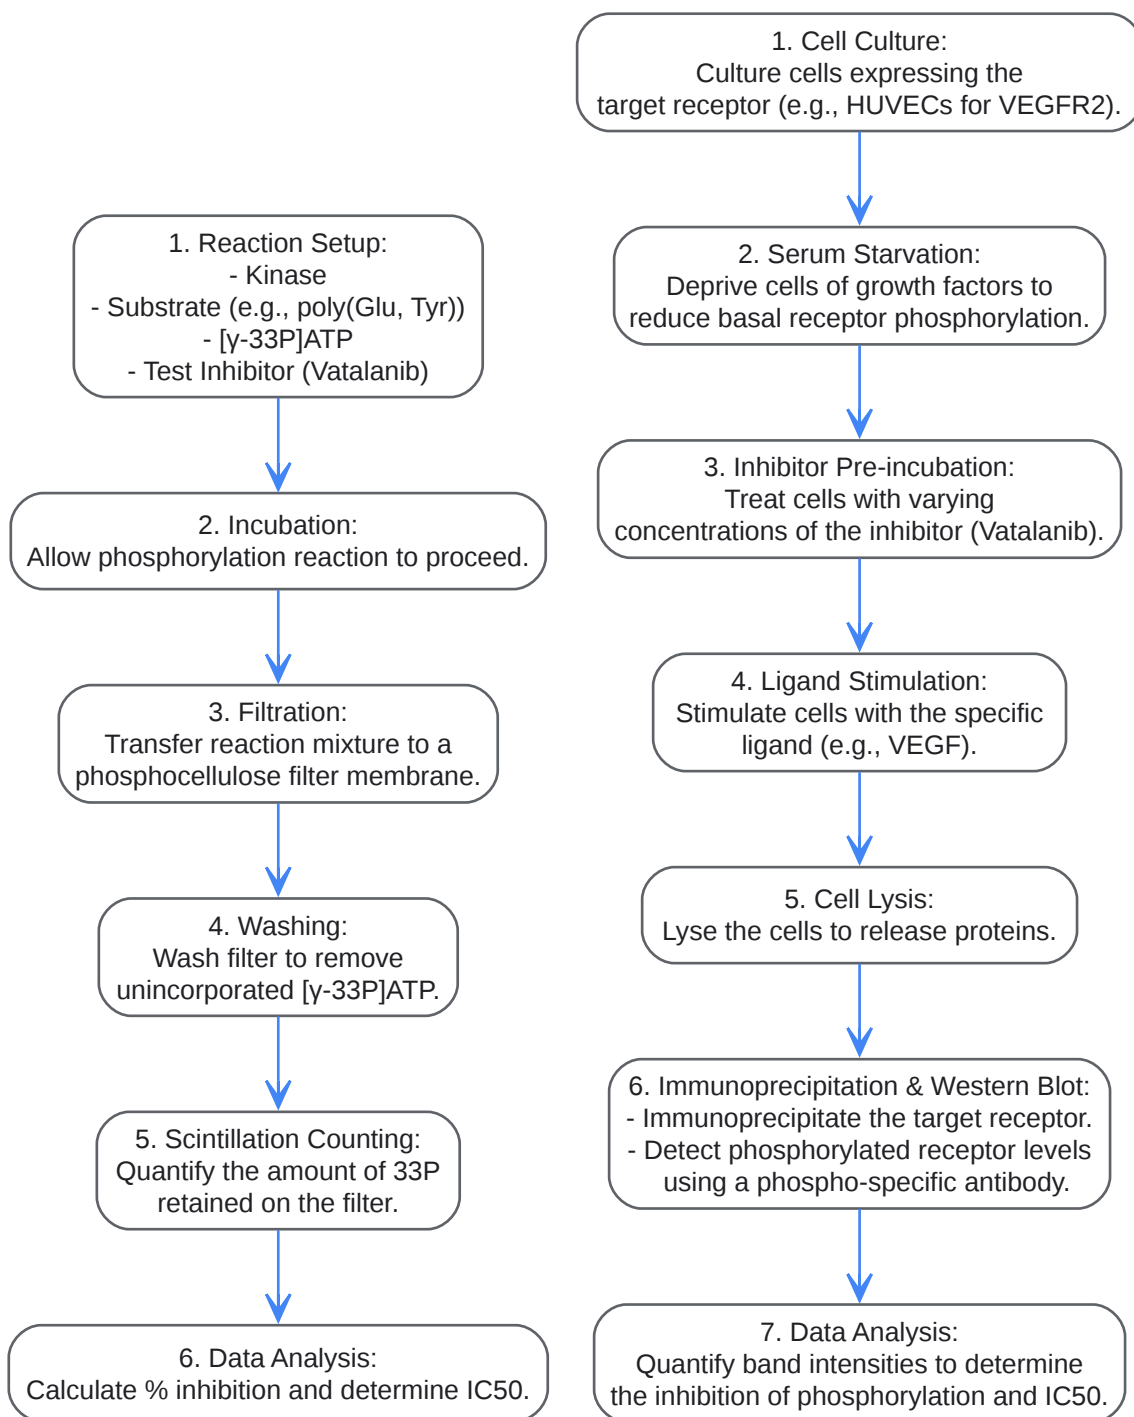 1. Reaction Setup:
- Kinase
- Substrate (e.g., poly(Glu, Tyr))
- [γ-33P]ATP
- Test Inhibitor (Vatalanib)
2. Incubation:
Allow phosphorylation reaction to proceed.
3. Filtration:
Transfer reaction mixture to a
phosphocellulose filter membrane.
4. Washing:
Wash filter to remove
unincorporated [γ-33P]ATP.
5. Scintillation Counting:
Quantify the amount of 33P
retained on the filter.
6. Data Analysis:
Calculate % inhibition and determine IC50.
1. Cell Culture:
Culture cells expressing the
target receptor (e.g., HUVECs for VEGFR2).
2. Serum Starvation:
Deprive cells of growth factors to
reduce basal receptor phosphorylation.
3. Inhibitor Pre-incubation:
Treat cells with varying
concentrations of the inhibitor (Vatalanib).
4. Ligand Stimulation:
Stimulate cells with the specific
ligand (e.g., VEGF).
5. Cell Lysis:
Lyse the cells to release proteins.
6. Immunoprecipitation & Western Blot:
- Immunoprecipitate the target receptor.
- Detect phosphorylated receptor levels
using a phospho-specific antibody.
7. Data Analysis:
Quantify band intensities to determine
the inhibition of phosphorylation and IC50.